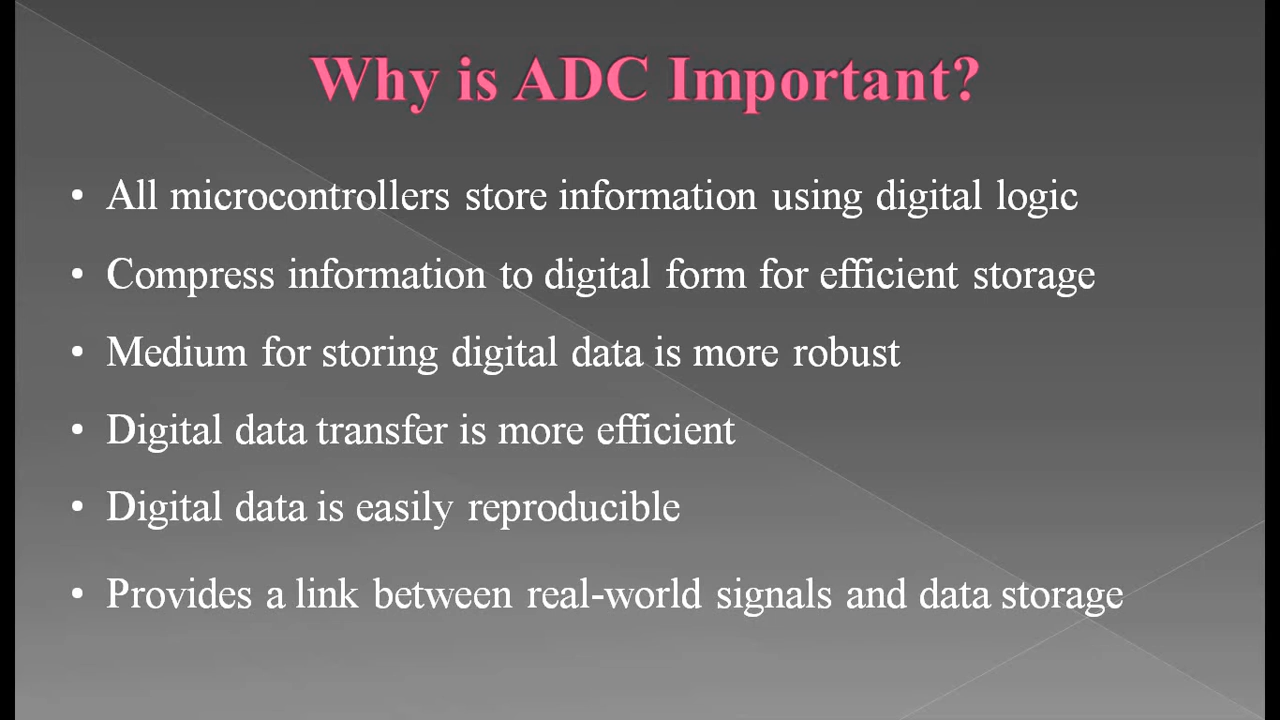 Why is ADC Important?
• All microcontrollers store information using digital logic
• Compress information to digital form for efficient storage
• Medium for storing digital data is more robust
• Digital data transfer is more efficient
• Digital data is easily reproducible
• Provides a link between real-world signals and data storage